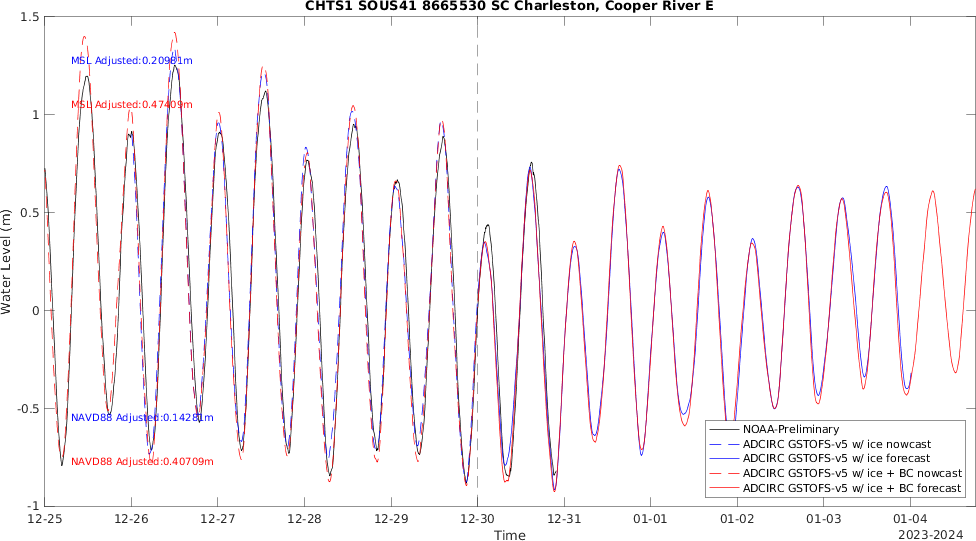 CHTS1 SOUS41 8665530 SC Charleston, Cooper River E
1.5
1
0.5
0
-0.5
-1
Water Level (m)
MSL Adjusted:0.20981m
MSL Adjusted:0.47409m
NAVD88 Adjusted:0.14281m
NAVD88 Adjusted:0.40709m
NOAA-Preliminary
ADCIRC GSTOFS-v5 w/ ice nowcast
ADCIRC GSTOFS-v5 w/ ice forecast
ADCIRC GSTOFS-v5 w/ ice + BC nowcast
ADCIRC GSTOFS-v5 w/ ice + BC forecast
12-25 12-26 12-27 12-28 12-29 12-30 12-31 01-01 01-02 01-03 01-04
Time
2023-2024